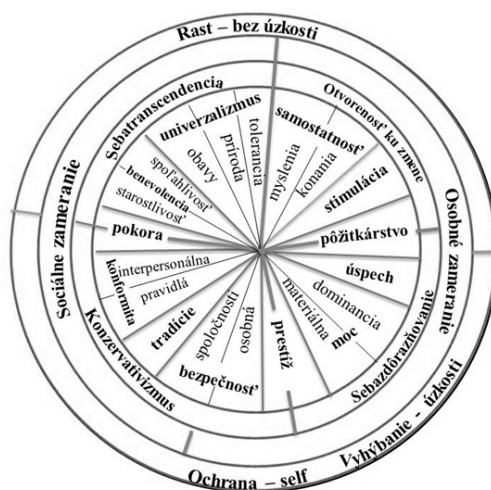 Rast – bez úzkosti
Sebatranscendencia
Otvorenosť ku zmene
univerzalizmus
samostatnosť
tolerancia
príroda
obavy
myslenia
konania
spoľahlivosť
benevolencia
starostlivosť
stimulácia
Sociálne zameranie
Osobné zameranie
pokora
pôžitkárstvo
interpersonálna
konformita
pravidlá
úspech
dominancia
materiálna
moc
tradície
spoločnosti
osobná
bezpečnosť
prestíž
Konzervativizmus
Sebazdôrazňovanie
Vyhýbanie - úzkosti
Ochrana – self